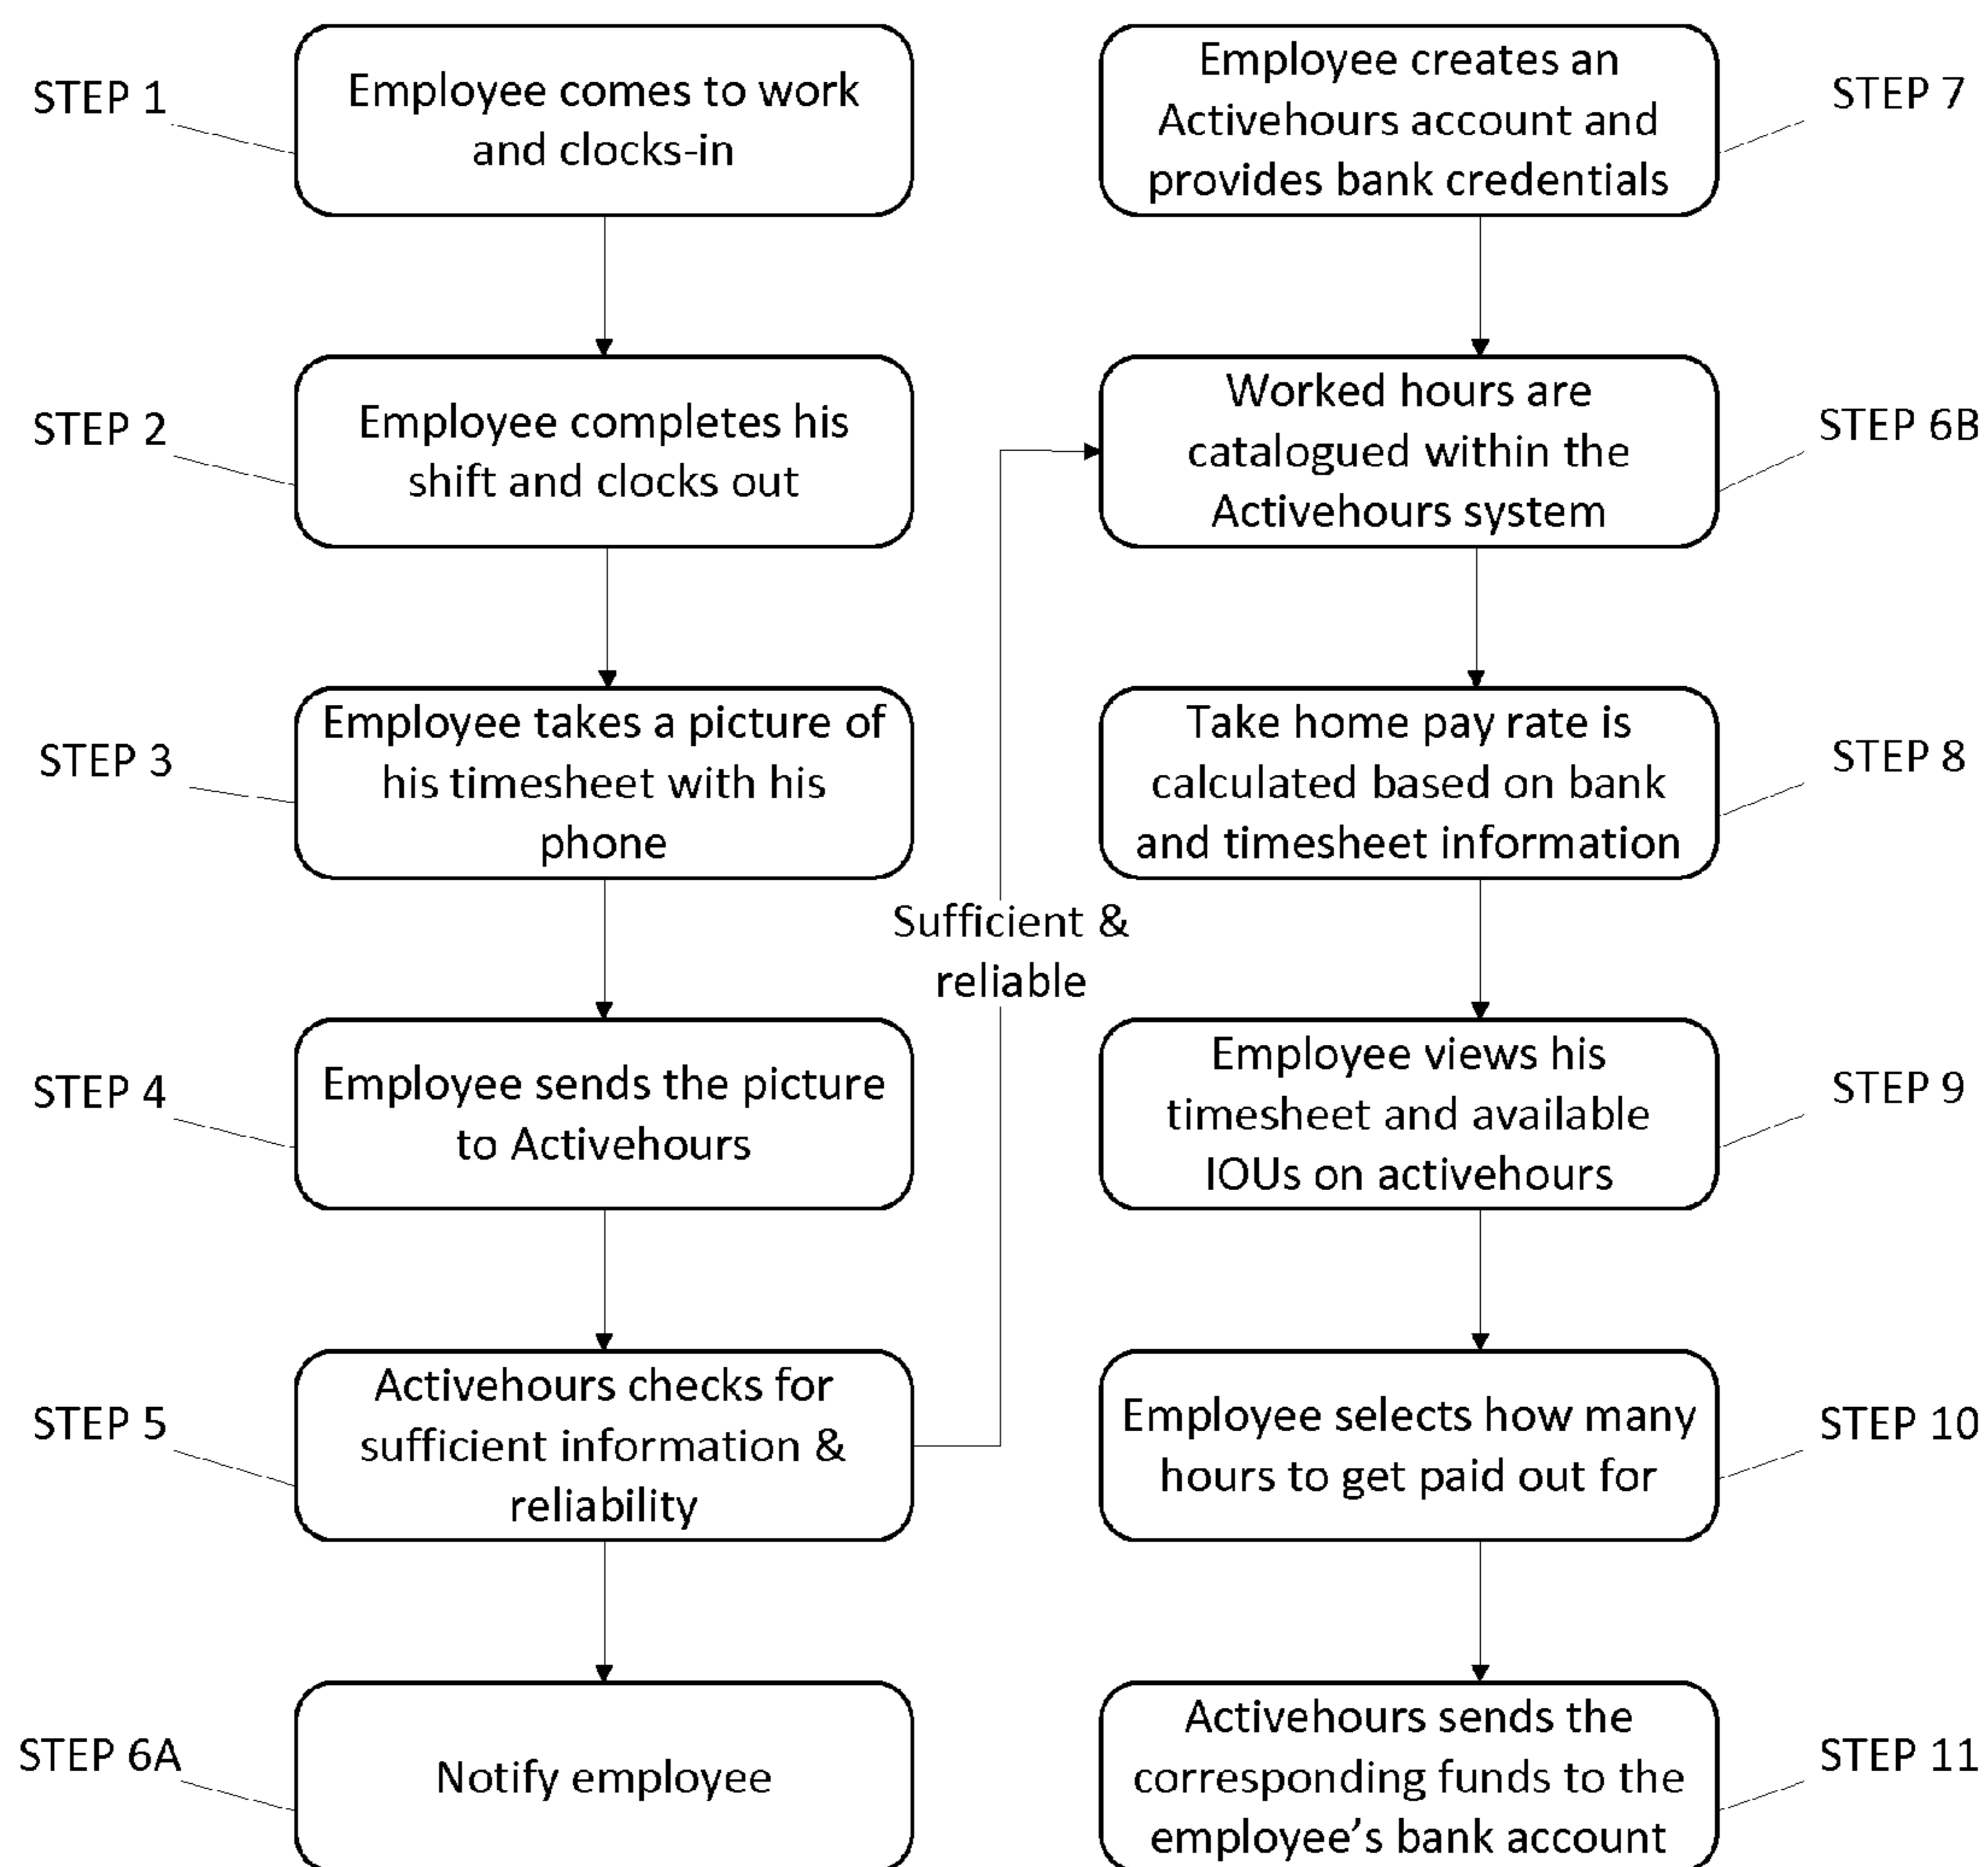 STEP 1
Employee comes to work
and clocks-in
STEP 2
Employee completes his
shift and clocks out
STEP 3
Employee takes a picture of
his timesheet with his
phone
STEP 4
Employee sends the picture
to Activehours
STEP 5
Activehours checks for
sufficient information &
reliability
STEP 6A
Notify employee
Sufficient &
reliable
Employee creates an
Activehours account and
provides bank credentials
STEP 7
Worked hours are
catalogued within the
Activehours system
STEP 6B
Take home pay rate is
calculated based on bank
and timesheet information
STEP 8
Employee views his
timesheet and available
IOUs on activehours
STEP 9
Employee selects how many
hours to get paid out for
STEP 10
Activehours sends the
corresponding funds to the
employee’s bank account
STEP 11